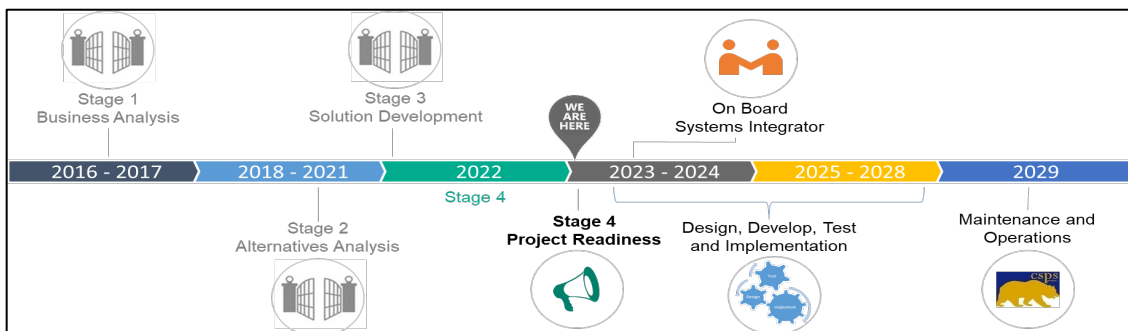 Stage 1
Business Analysis
Stage 3
Solution Development
WE
ARE
HERE
On Board
Systems Integrator
2016 - 2017
2018 - 2021
2022
2023 - 2024
2025 - 2028
2029
Stage 4
Stage 2
Alternatives Analysis
Stage 4
Project Readiness
Design, Develop, Test
and Implementation
Maintenance and
Operations
Test
Design
csps